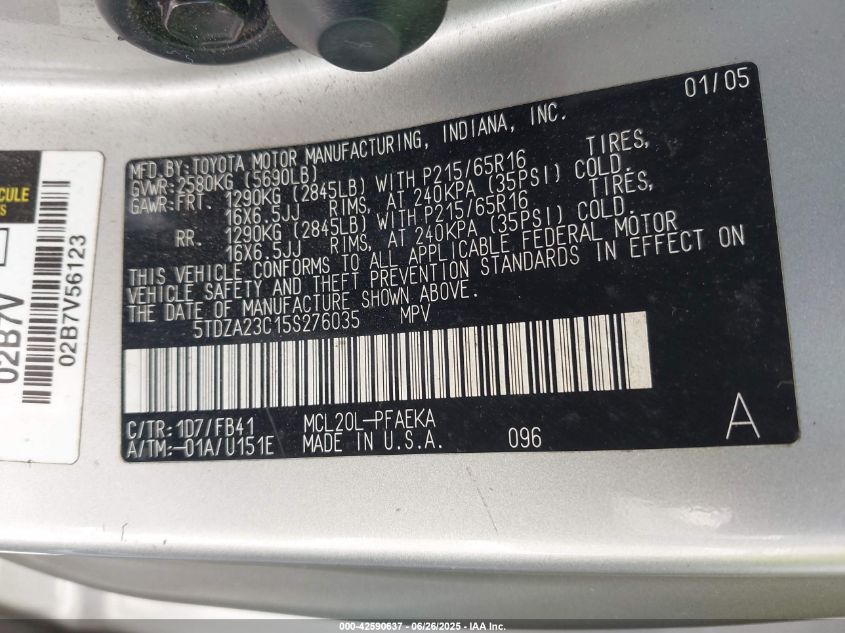 01/05
MFD. BY: TOYOTA MOTOR MANUFACTURING, INDIANA, INC.
GVWR: 2580KG (5690LB)
GAWR: FRT. 1290KG (2845LB) WITH P215/65R16 TIRES,
16X6.5JJ RIMS, AT 240KPA (35PSI) COLD.
RR. 1290KG (2845LB) WITH P215/65R16 TIRES,
16X6.5JJ RIMS, AT 240KPA (35PSI) COLD.
THIS VEHICLE CONFORMS TO ALL APPLICABLE FEDERAL MOTOR
VEHICLE SAFETY AND THEFT PREVENTION STANDARDS IN EFFECT ON
THE DATE OF MANUFACTURE SHOWN ABOVE.
5TDZA23C15S276035 MPV
C/TR: 1D7/FB41 MCL20L-PFAEKA
A/TM:-01A/U151E MADE IN U.S.A. 096
A
02B7V
02B7V56123
000-42590637 - 06/26/2025 - IAA Inc.